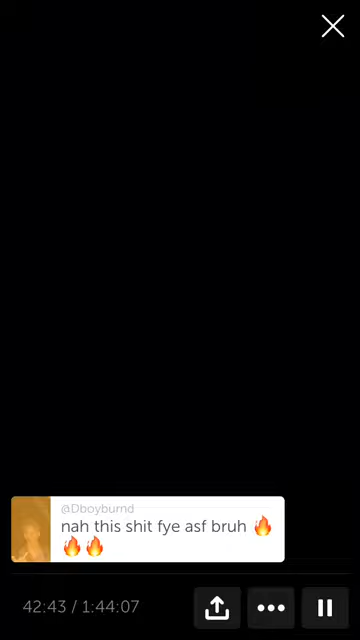 @Dboyburnd
nah this shit fye asf bruh 🔥
🔥🔥
42:43 / 1:44:07